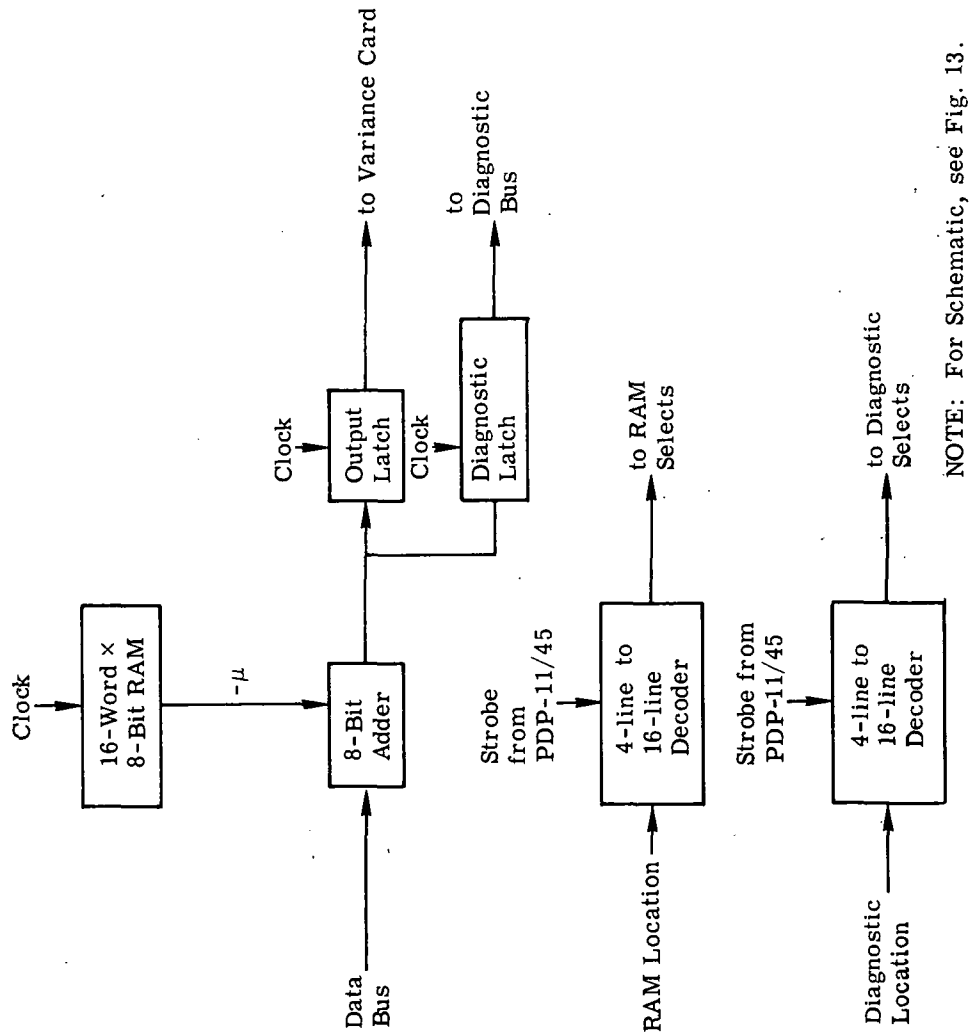 Clock
16-Word ×
8-Bit RAM
-μ
Data
Bus
8-Bit
Adder
Clock
Output
Latch
to Variance Card
Clock
Diagnostic
Latch
to
Diagnostic
Bus
Strobe
from
PDP-11/45
RAM Location
4-line to
16-line
Decoder
to RAM
Selects
Strobe from
PDP-11/45
Diagnostic
Location
4-line to
16-line
Decoder
to Diagnostic
Selects
NOTE: For Schematic, see Fig. 13.